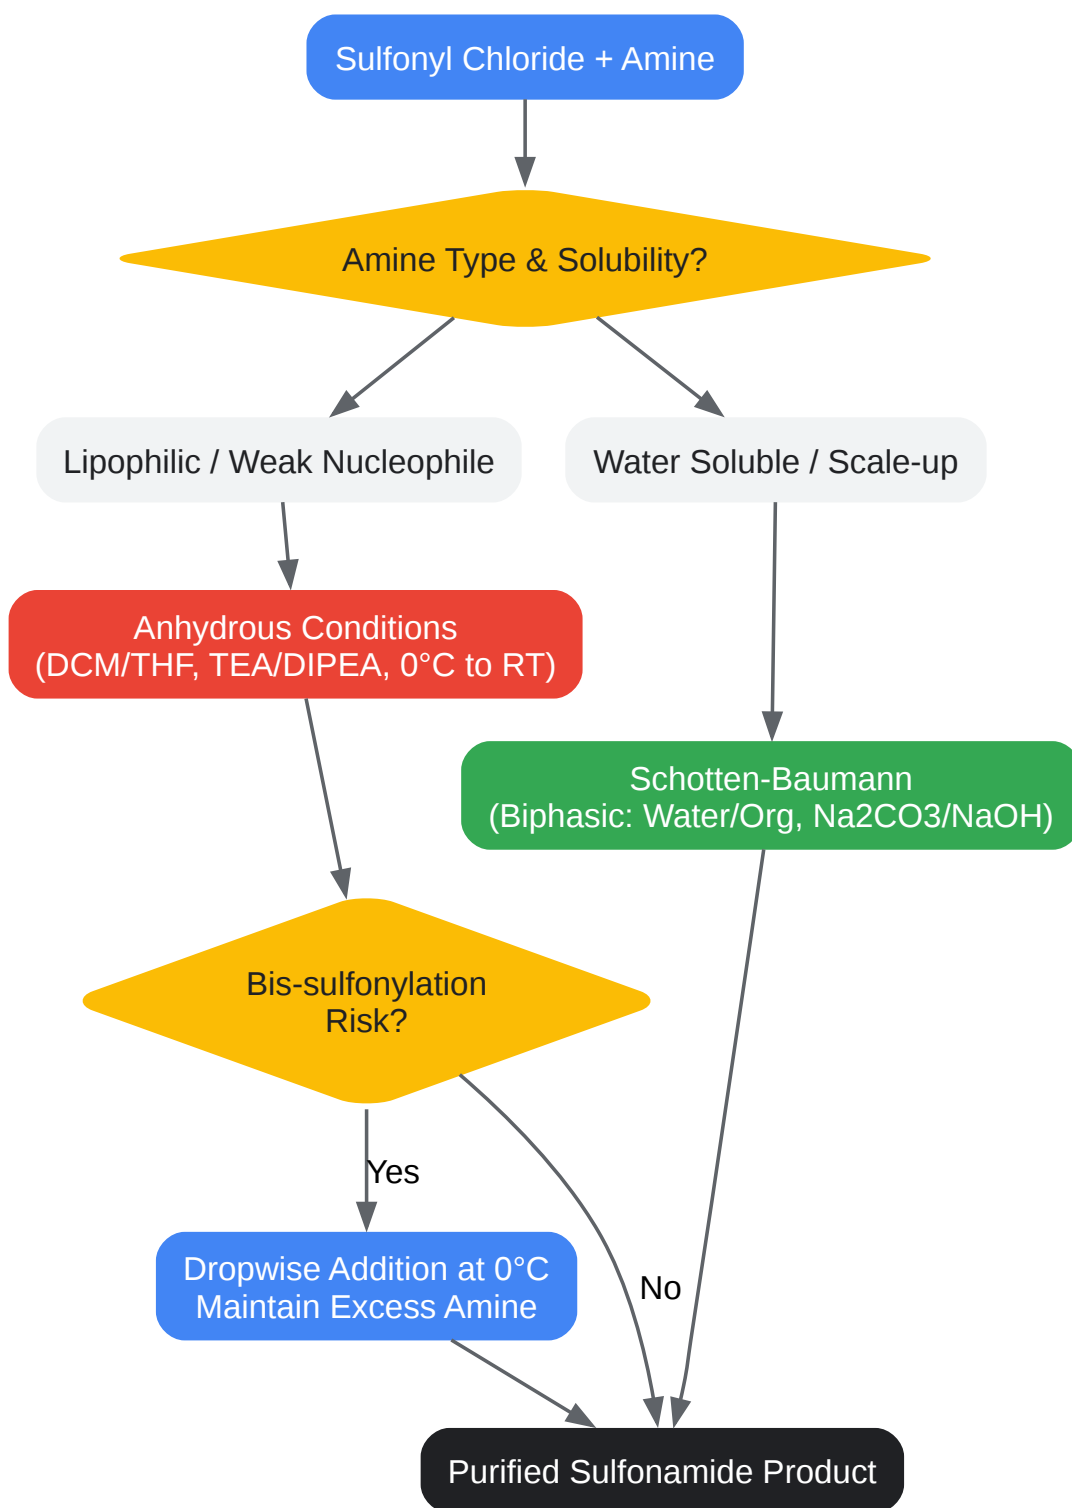 Sulfonyl Chloride + Amine
Amine Type & Solubility?
Lipophilic / Weak Nucleophile
Water Soluble / Scale-up
Anhydrous Conditions
(DCM/THF, TEA/DIPEA, 0°C to RT)
Schotten-Baumann
(Biphasic: Water/Org, Na2CO3/NaOH)
Bis-sulfonylation
Risk?
Yes
Dropwise Addition at 0°C
Maintain Excess Amine
No
Purified Sulfonamide Product